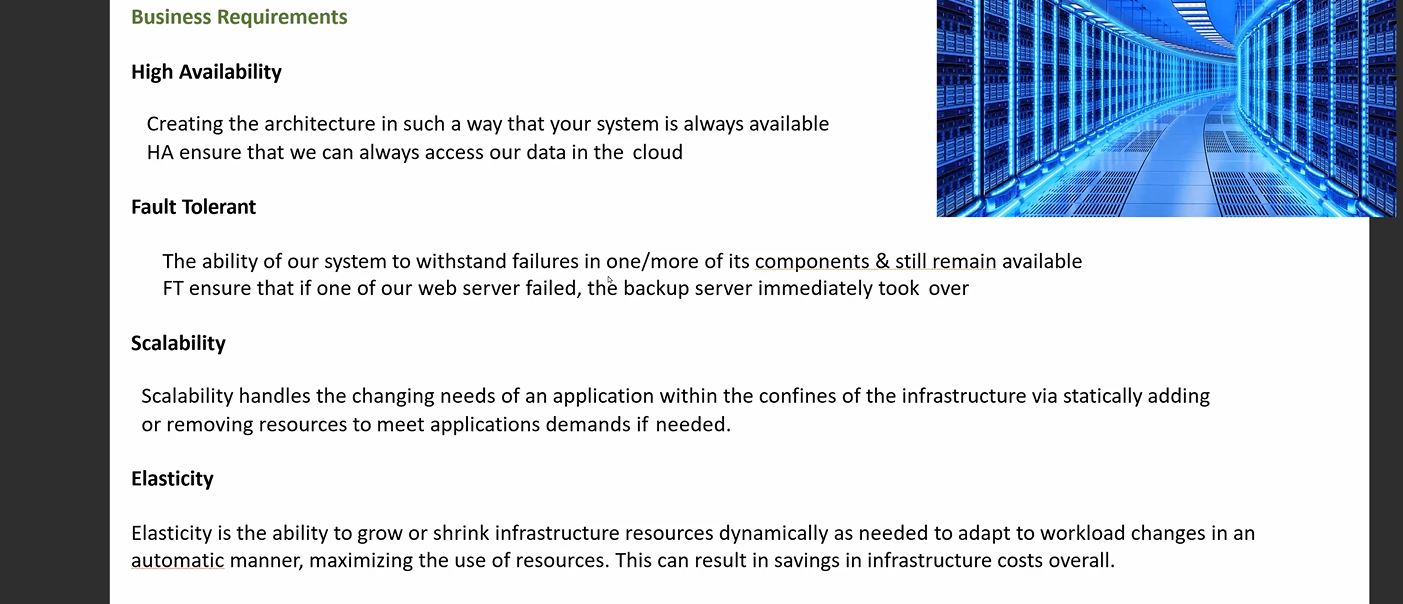 Business Requirements
High Availability
Creating the architecture in such a way that your system is always available
HA ensure that we can always access our data in the cloud
Fault Tolerant
The ability of our system to withstand failures in one/more of its components & still remain available
FT ensure that if one of our web server failed, the backup server immediately took over
Scalability
Scalability handles the changing needs of an application within the confines of the infrastructure via statically adding
or removing resources to meet applications demands if needed.
Elasticity
Elasticity is the ability to grow or shrink infrastructure resources dynamically as needed to adapt to workload changes in an
automatic manner, maximizing the use of resources. This can result in savings in infrastructure costs overall.